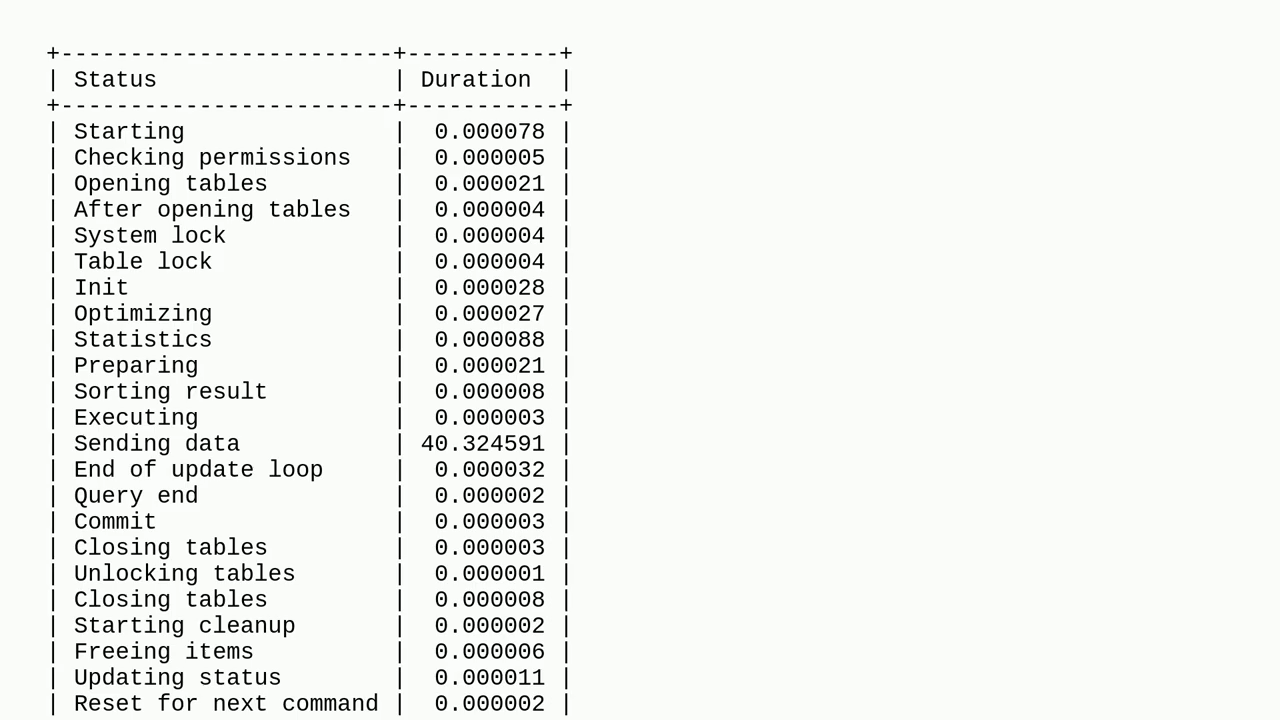 +------------------------+-----------+
| Status                 | Duration  |
+------------------------+-----------+
| Starting               |  0.000078 |
| Checking permissions   |  0.000005 |
| Opening tables         |  0.000021 |
| After opening tables   |  0.000004 |
| System lock            |  0.000004 |
| Table lock             |  0.000004 |
| Init                   |  0.000028 |
| Optimizing             |  0.000027 |
| Statistics             |  0.000088 |
| Preparing              |  0.000021 |
| Sorting result         |  0.000008 |
| Executing              |  0.000003 |
| Sending data           | 40.324591 |
| End of update loop     |  0.000032 |
| Query end              |  0.000002 |
| Commit                 |  0.000003 |
| Closing tables         |  0.000003 |
| Unlocking tables       |  0.000001 |
| Closing tables         |  0.000008 |
| Starting cleanup       |  0.000002 |
| Freeing items          |  0.000006 |
| Updating status        |  0.000011 |
| Reset for next command |  0.000002 |